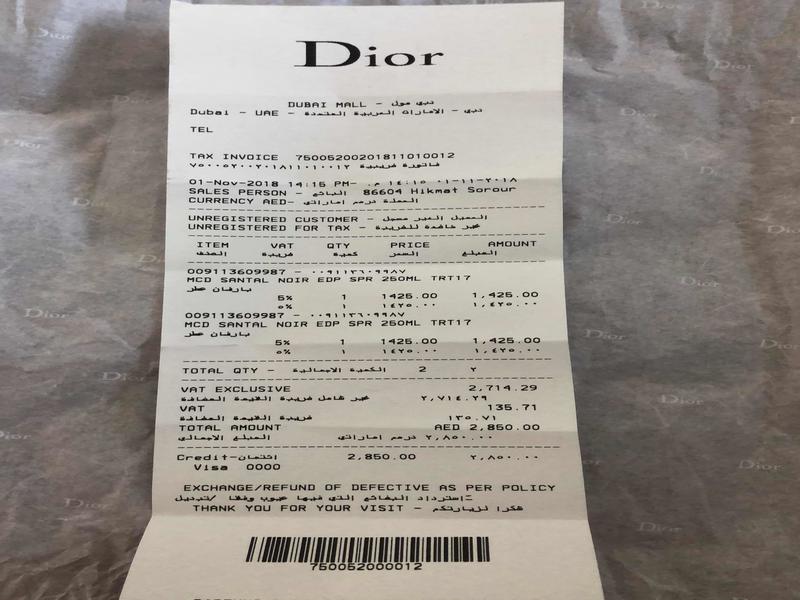 Dior
DUBAI MALL - دبي مول
Dubai - UAE - دبي - الامارات العربية المتحدة
TEL
TAX INVOICE 75005200201811010012
فاتورة ضريبية ٧٥٠٠٥٢٠٠٢٠١٨١١٠١٠٠١٢
01-Nov-2018 14:15 PM- ٠١-١١-٢٠١٨ ١٤:١٥ م.
SALES PERSON - البائع 86604 Hikmat Sorour
CURRENCY AED- العملة درهم إماراتي
UNREGISTERED CUSTOMER - العميل الغير مسجل
UNREGISTERED FOR TAX - غير خاضعة للضريبة
ITEM VAT QTY PRICE AMOUNT
الصنف ضريبة كمية السعر المبلغ
009113609987 - ٠٠٩١١٣٦٠٩٩٨٧
MCD SANTAL NOIR EDP SPR 250ML TRT17
بارفان عطر
5% 1 1425.00 1,425.00
٥% ١ ١٤٢٥.٠٠ ١,٤٢٥.٠٠
009113609987 - ٠٠٩١١٣٦٠٩٩٨٧
MCD SANTAL NOIR EDP SPR 250ML TRT17
بارفان عطر
5% 1 1425.00 1,425.00
٥% ١ ١٤٢٥.٠٠ ١,٤٢٥.٠٠
TOTAL QTY - الكمية الاجمالية 2 ٢
VAT EXCLUSIVE 2,714.29
غير شامل ضريبة القيمة المضافة ٢,٧١٤.٢٩
VAT 135.71
ضريبة القيمة المضافة ١٣٥.٧١
TOTAL AMOUNT AED 2,850.00
المبلغ الاجمالي ٢,٨٥٠.٠٠ درهم إماراتي
Credit-ائتمان 2,850.00 ٢,٨٥٠.٠٠
Visa 0000
EXCHANGE/REFUND OF DEFECTIVE AS PER POLICY
إسترداد البضائع التي فيها عيوب وفقا /تبديل
THANK YOU FOR YOUR VISIT - شكرا لزيارتكم
750052000012